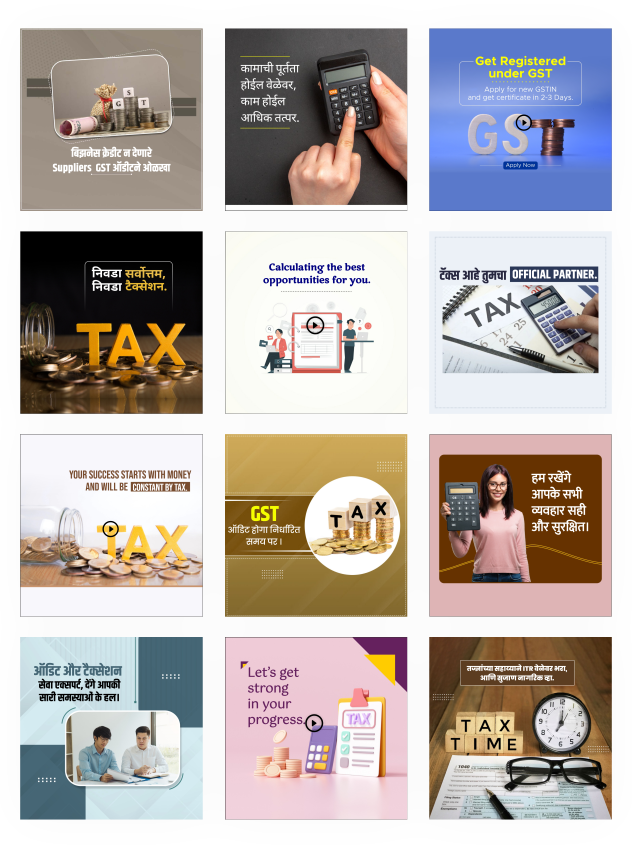 G S T
बिझनेस क्रेडीट न देणारे
Suppliers GST ऑडीटने ओळखा
कामाची पूर्तता
होईल वेळेवर,
काम होईल
आधिक तत्पर.
Get Registered
under GST
Apply for new GSTIN
and get certificate in 2-3 Days.
GST
Apply Now
निवडा सर्वोत्तम,
निवडा टॅक्सेशन.
TAX
Calculating the best
opportunities for you.
टॅक्स आहे तुमचा OFFICIAL PARTNER.
TAX
24 25
YOUR SUCCESS STARTS WITH MONEY
AND WILL BE CONSTANT BY TAX.
TAX
GST
ऑडिट होगा निर्धारित
समय पर ।
T A X
हम रखेंगे
आपके सभी
व्यवहार सही
और सुरक्षित।
ऑडिट और टैक्सेशन
सेवा एक्सपर्ट, देंगे आपकी
सारी समस्याओं के हल।
Let's get
strong
in your
progress.
TAX
तज्ज्ञांच्या सहाय्याने ITR वेळेवर भरा,
आणि सुजाण नागरिक व्हा.
TAX
TIME
1040